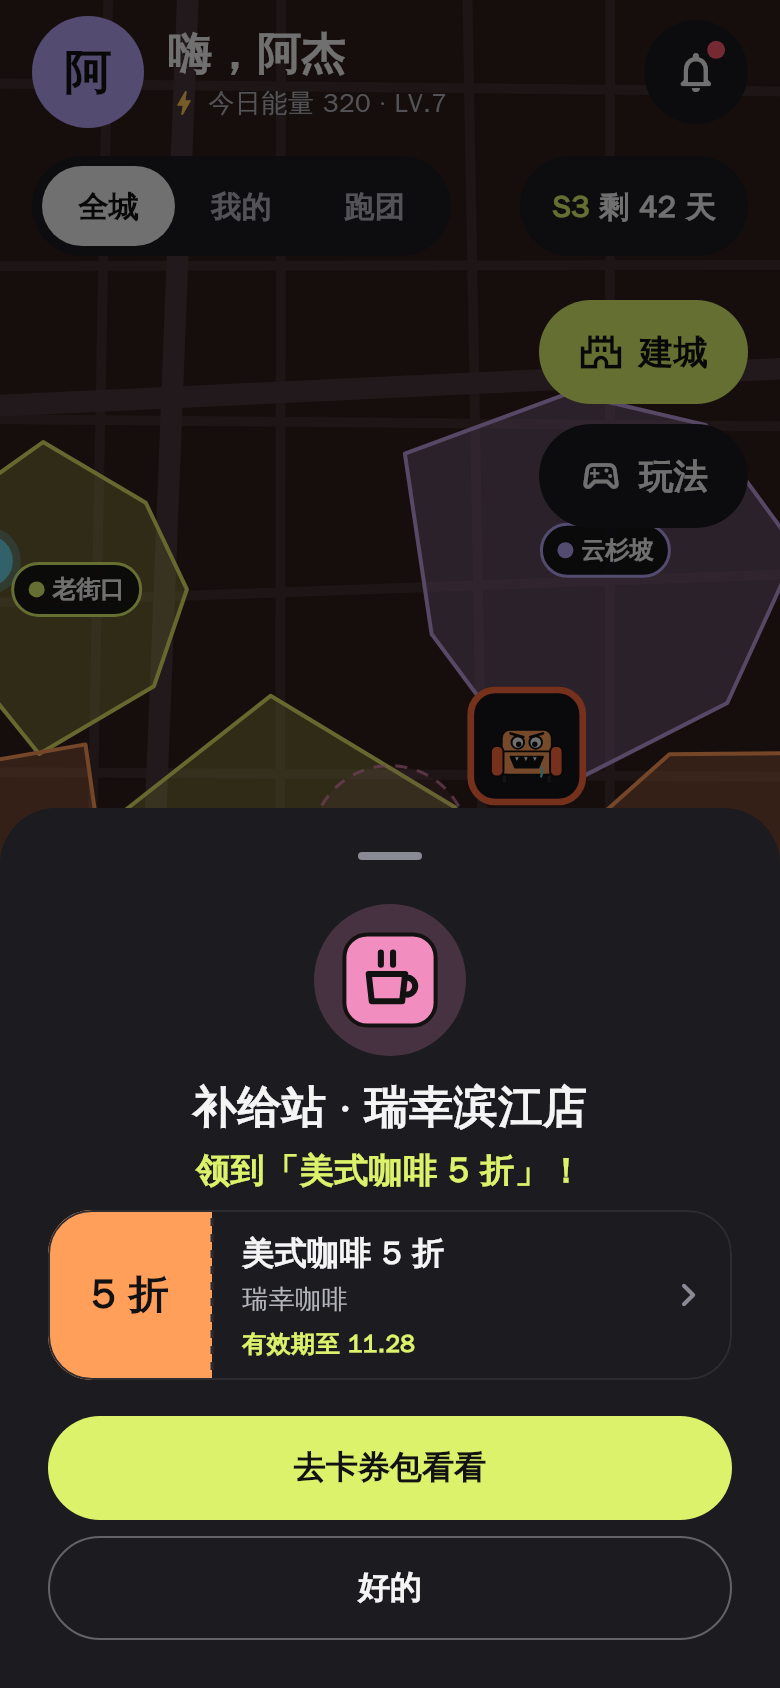 阿
嗨，阿杰
今日能量 320 · LV.7
全城
我的
跑团
S3 剩 42 天
建城
玩法
云杉坡
老街口
补给站 · 瑞幸滨江店
领到「美式咖啡 5 折」！
5 折
美式咖啡 5 折
瑞幸咖啡
有效期至 11.28
去卡券包看看
好的